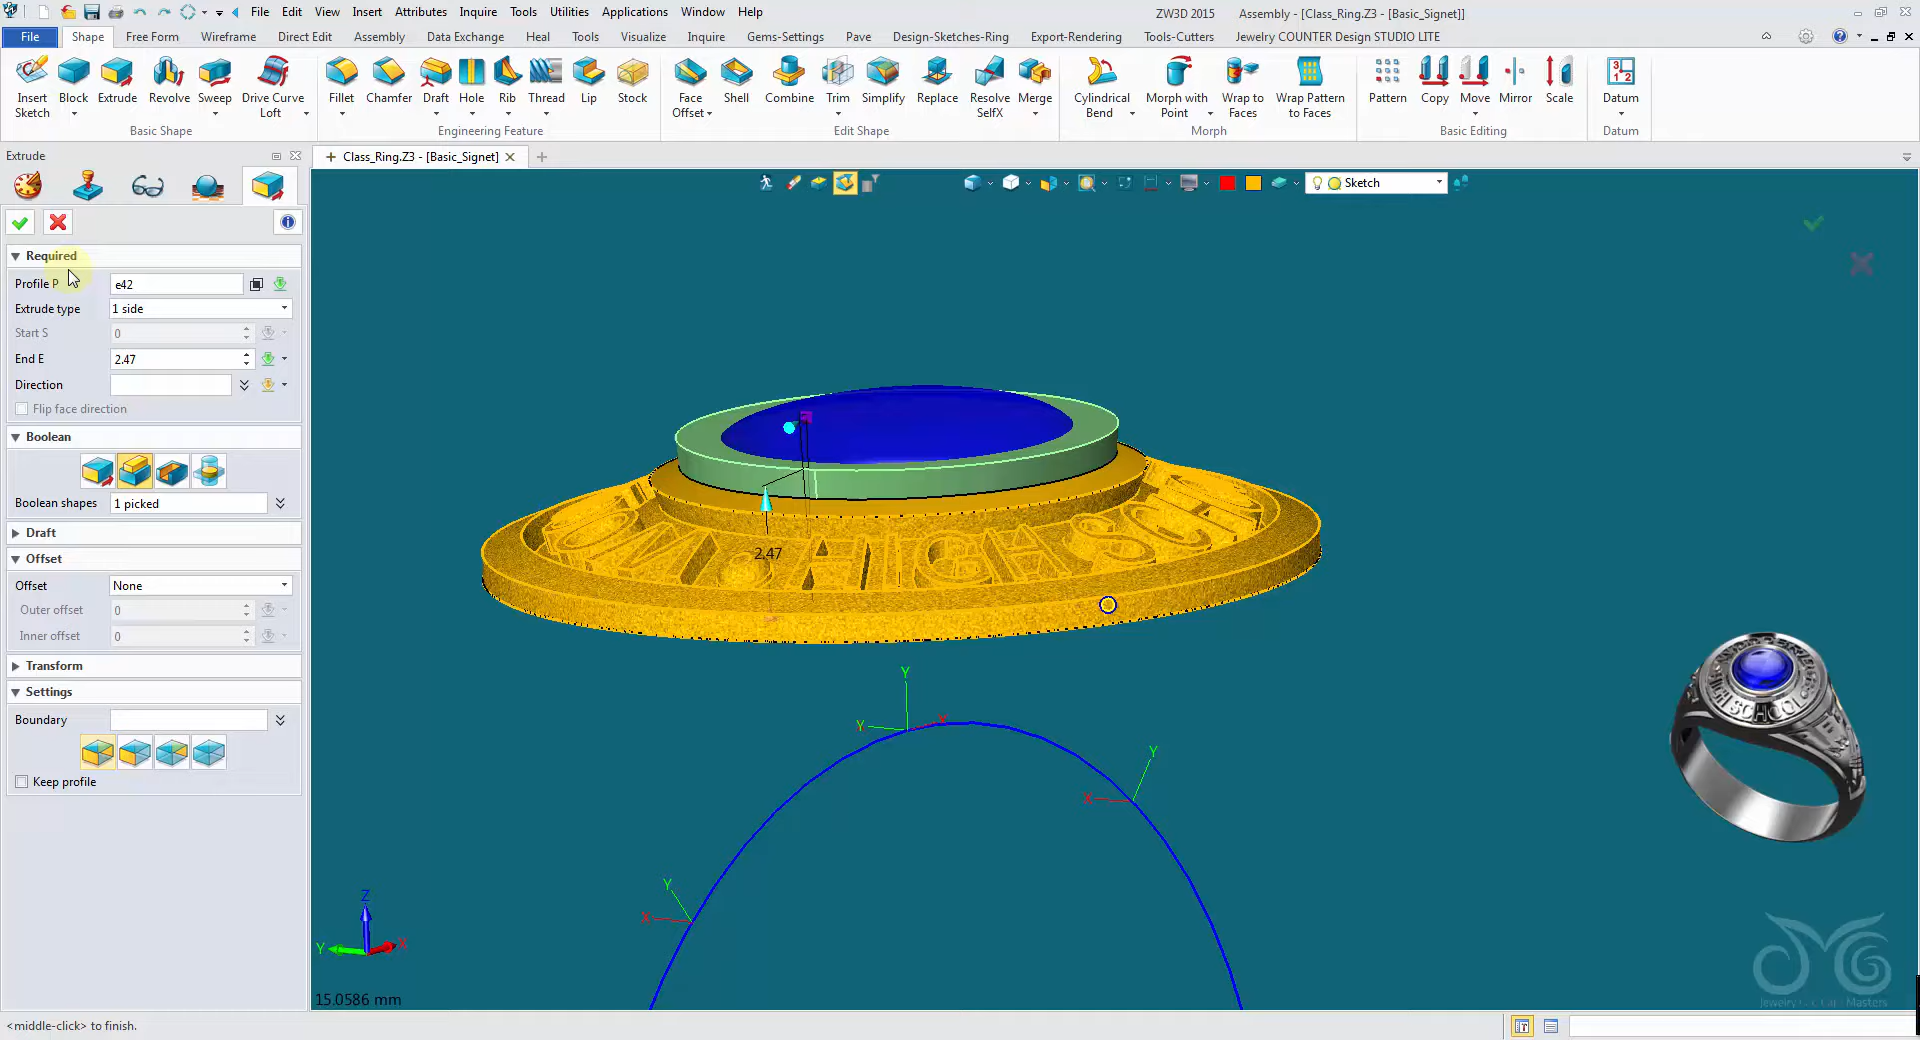 File Edit View Insert Attributes Inquire Tools Utilities Applications Window Help
ZW3D 2015 Assembly - [Class_Ring.Z3 - [Basic_Signet]]
File Shape Free Form Wireframe Direct Edit Assembly Data Exchange Heal Tools Visualize Inquire Gems-Settings Pave Design-Sketches-Ring Export-Rendering Tools-Cutters Jewelry COUNTER Design STUDIO LITE
Insert Sketch Block Extrude Revolve Sweep Drive Curve Loft Fillet Chamfer Draft Hole Rib Thread Lip Stock Face Offset Shell Combine Trim Simplify Replace Resolve SelfX Merge Cylindrical Bend Morph with Point Wrap to Faces Wrap Pattern to Faces Pattern Copy Move Mirror Scale Datum
Basic Shape Engineering Feature Edit Shape Morph Basic Editing Datum
Extrude
Class_Ring.Z3 - [Basic_Signet]
Sketch
Required
Profile P e42
Extrude type 1 side
Start S 0
End E 2.47
Direction
Flip face direction
Boolean
Boolean shapes 1 picked
Draft
Offset
Offset None
Outer offset 0
Inner offset 0
Transform
Settings
Boundary
Keep profile
2.47
HIGH SCH
Y
Y
Y
X
Y
X
Z
Y X
HIGH SCHOOL
15.0586 mm
<middle-click> to finish.